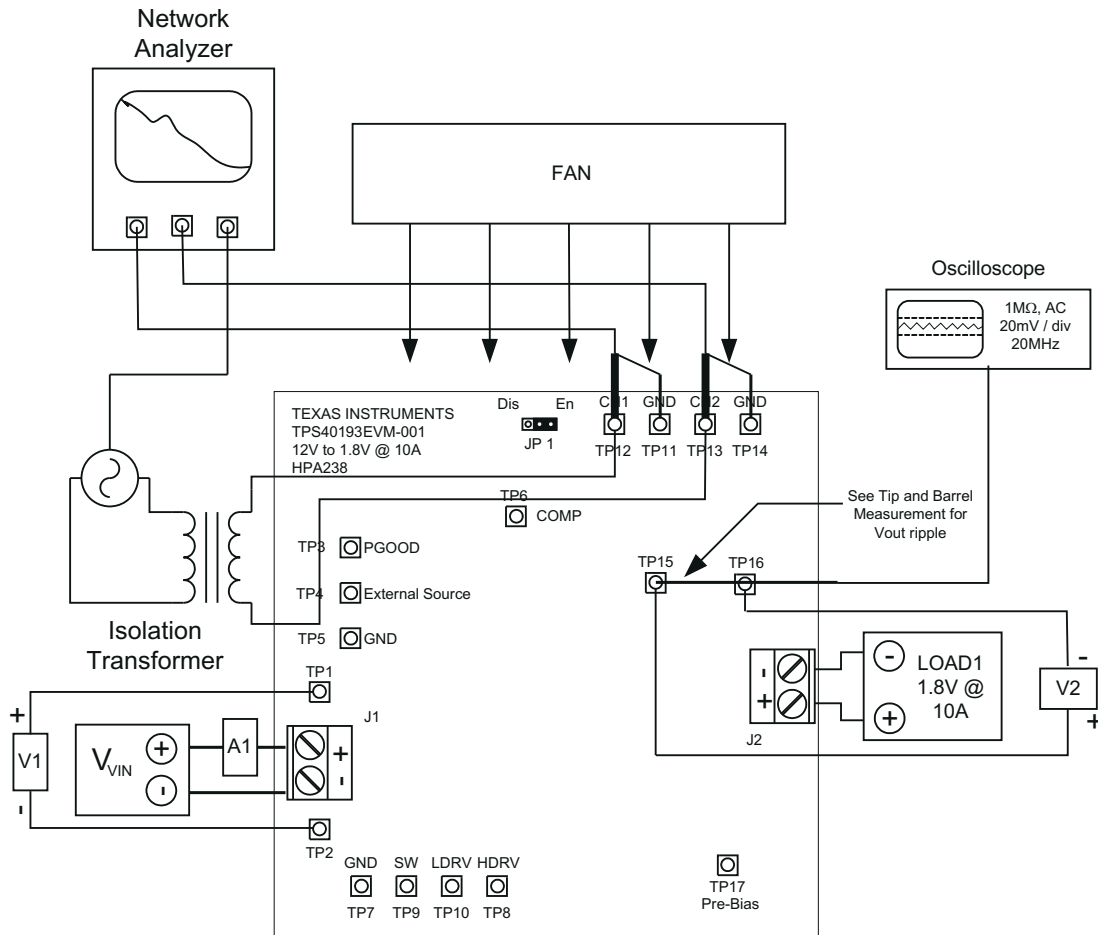 Network
Analyzer
FAN
Oscilloscope
1MΩ, AC
20mV / div
20MHz
TEXAS INSTRUMENTS
TPS40193EVM-001
12V to 1.8V @ 10A
HPA238
Dis En
JP 1
CH1 GND CH2 GND
TP12 TP11 TP13 TP14
TP6
COMP
See Tip and Barrel
Measurement for
Vout ripple
TP3 PGOOD
TP4 External Source
TP5 GND
TP15 TP16
Isolation
Transformer
TP1
J1
+
V1
-
VVIN
+
-
A1
+
-
TP2
-
+
J2
-
+
LOAD1
1.8V @
10A
-
V2
+
GND SW LDRV HDRV
TP7 TP9 TP10 TP8
TP17
Pre-Bias